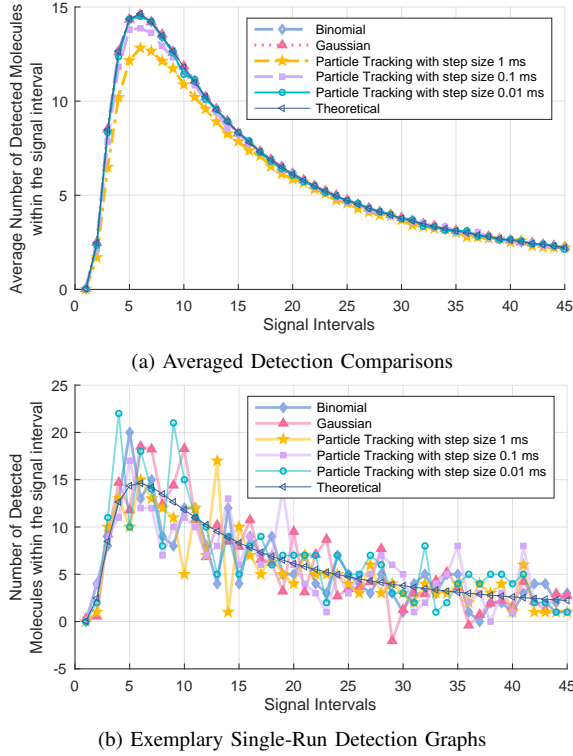 15
10
5
0
Average Number of Detected Molecules
within the signal interval
Binomial
Gaussian
Particle Tracking with step size 1 ms
Particle Tracking with step size 0.1 ms
Particle Tracking with step size 0.01 ms
Theoretical
0 5 10 15 20 25 30 35 40 45
Signal Intervals
(a) Averaged Detection Comparisons
25
20
15
10
5
0
-5
Number of Detected
Molecules within the signal interval
Binomial
Gaussian
Particle Tracking with step size 1 ms
Particle Tracking with step size 0.1 ms
Particle Tracking with step size 0.01 ms
Theoretical
0 5 10 15 20 25 30 35 40 45
Signal Intervals
(b) Exemplary Single-Run Detection Graphs